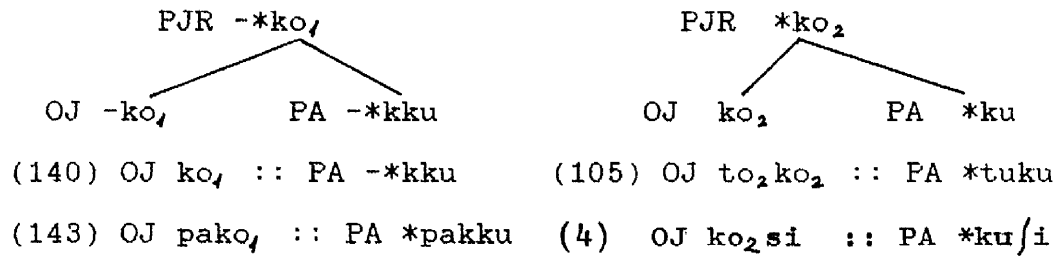 PJR -*ko₁ PJR *ko₂
OJ -ko₁ PA -*kku OJ ko₂ PA *ku
(140) OJ ko₁ :: PA -*kku (105) OJ to₂ko₂ :: PA *tuku
(143) OJ pako₁ :: PA *pakku (4) OJ ko₂si :: PA *kuʃi